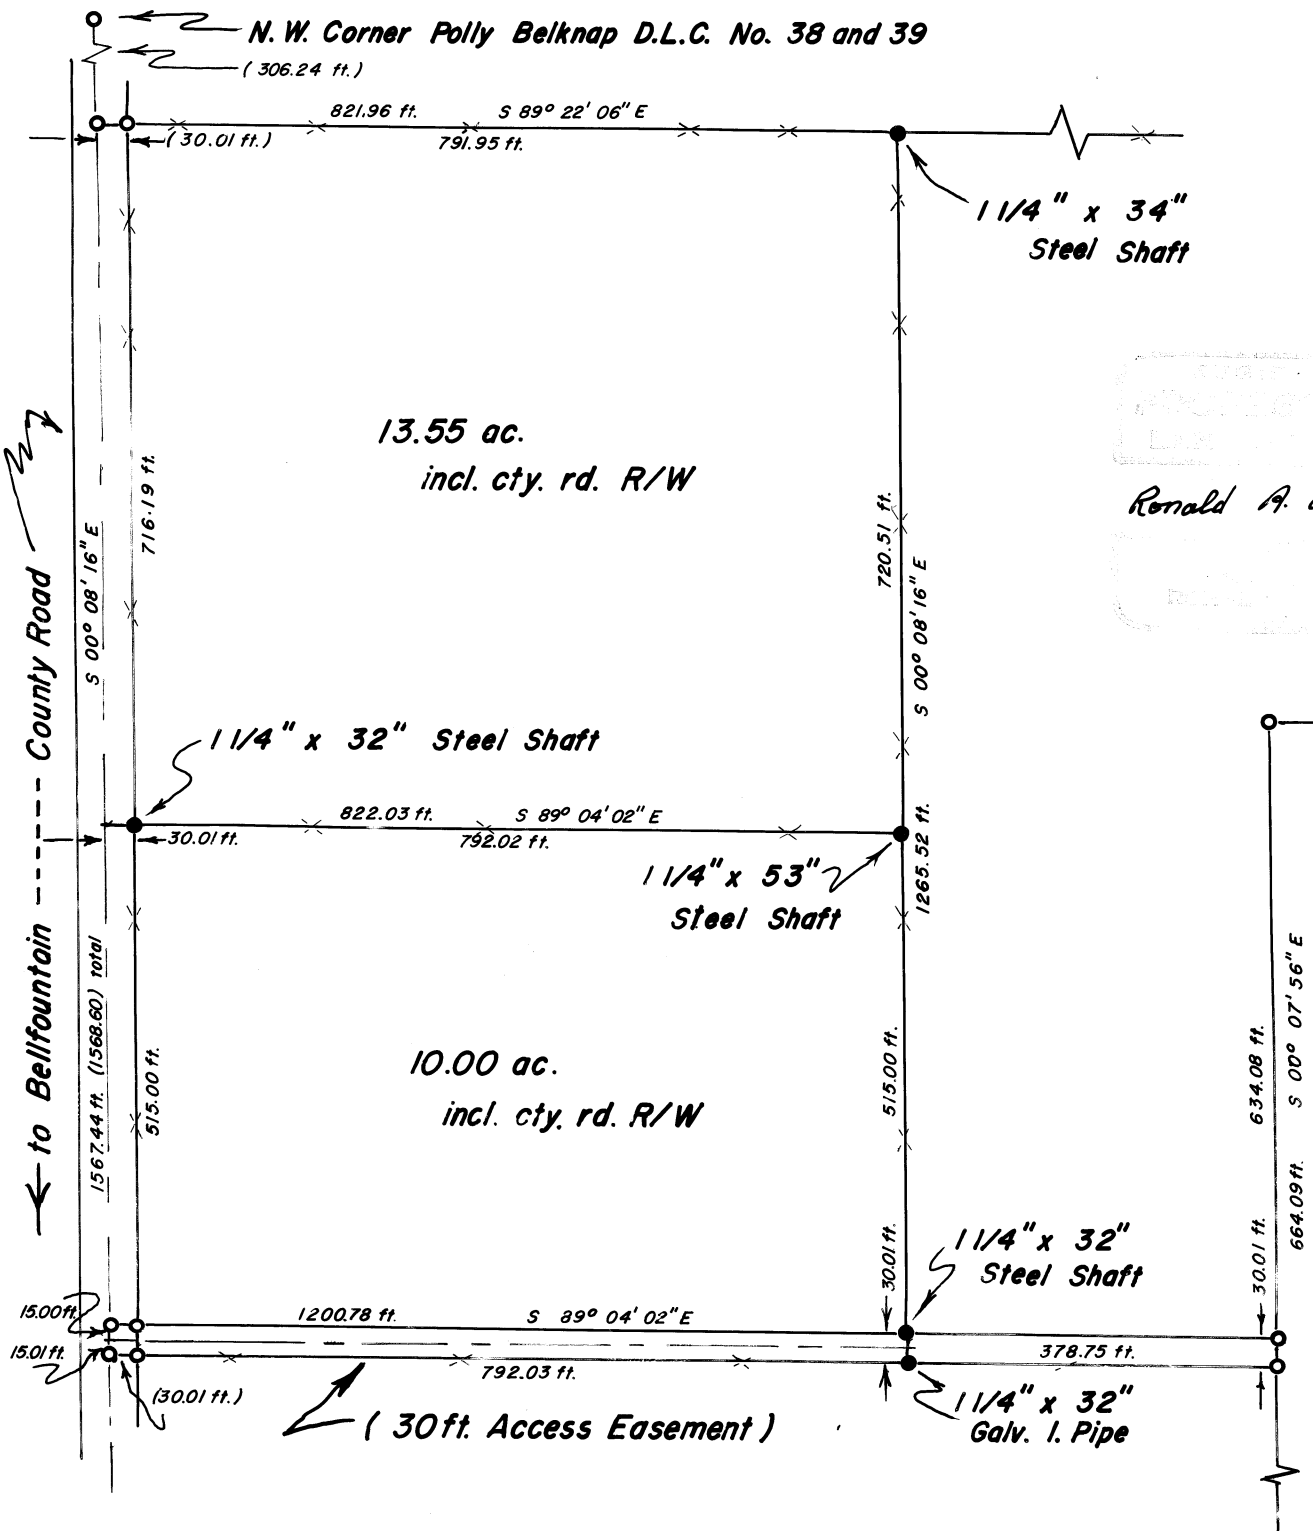 N. W. Corner Polly Belknap D.L.C. No. 38 and 39
( 306.24 ft.)
821.96 ft. S 89° 22' 06" E
( 30.01 ft.)
791.95 ft.
1 1/4" x 34"
Steel Shaft
13.55 ac.
incl. cty. rd. R/W
716.19 ft.
S 00° 08' 16" E
720.51 ft.
S 00° 08' 16" E
Ronald A.
County Road
to Bellfountain
1 1/4" x 32" Steel Shaft
822.03 ft. S 89° 04' 02" E
30.01 ft.
792.02 ft.
1 1/4" x 53"
Steel Shaft
1265.52 ft.
1567.44 ft. (1568.60) total
515.00 ft.
10.00 ac.
incl. cty. rd. R/W
515.00 ft.
634.08 ft.
S 00° 07' 56" E
664.09 ft.
30.01 ft.
30.01 ft.
1 1/4" x 32"
Steel Shaft
15.00 ft.
1200.78 ft. S 89° 04' 02" E
15.01 ft.
792.03 ft.
378.75 ft.
(30.01 ft.)
( 30 ft. Access Easement )
1 1/4" x 32"
Galv. I. Pipe